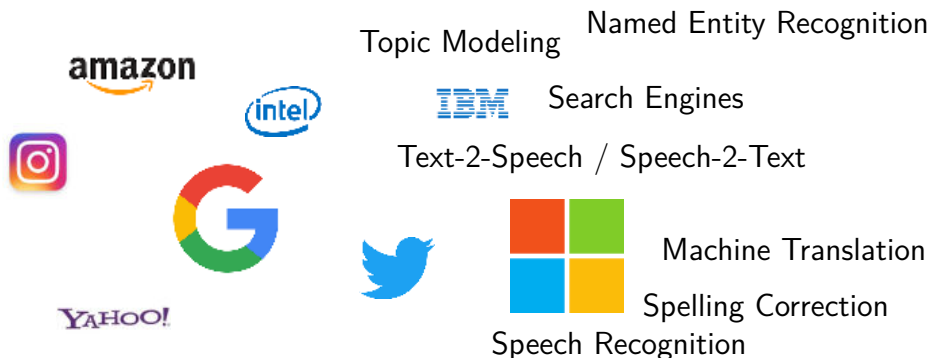 Named Entity Recognition
Topic Modeling
amazon
intel
IBM
Search Engines
Text-2-Speech / Speech-2-Text
G
Machine Translation
Spelling Correction
YAHOO!
Speech Recognition